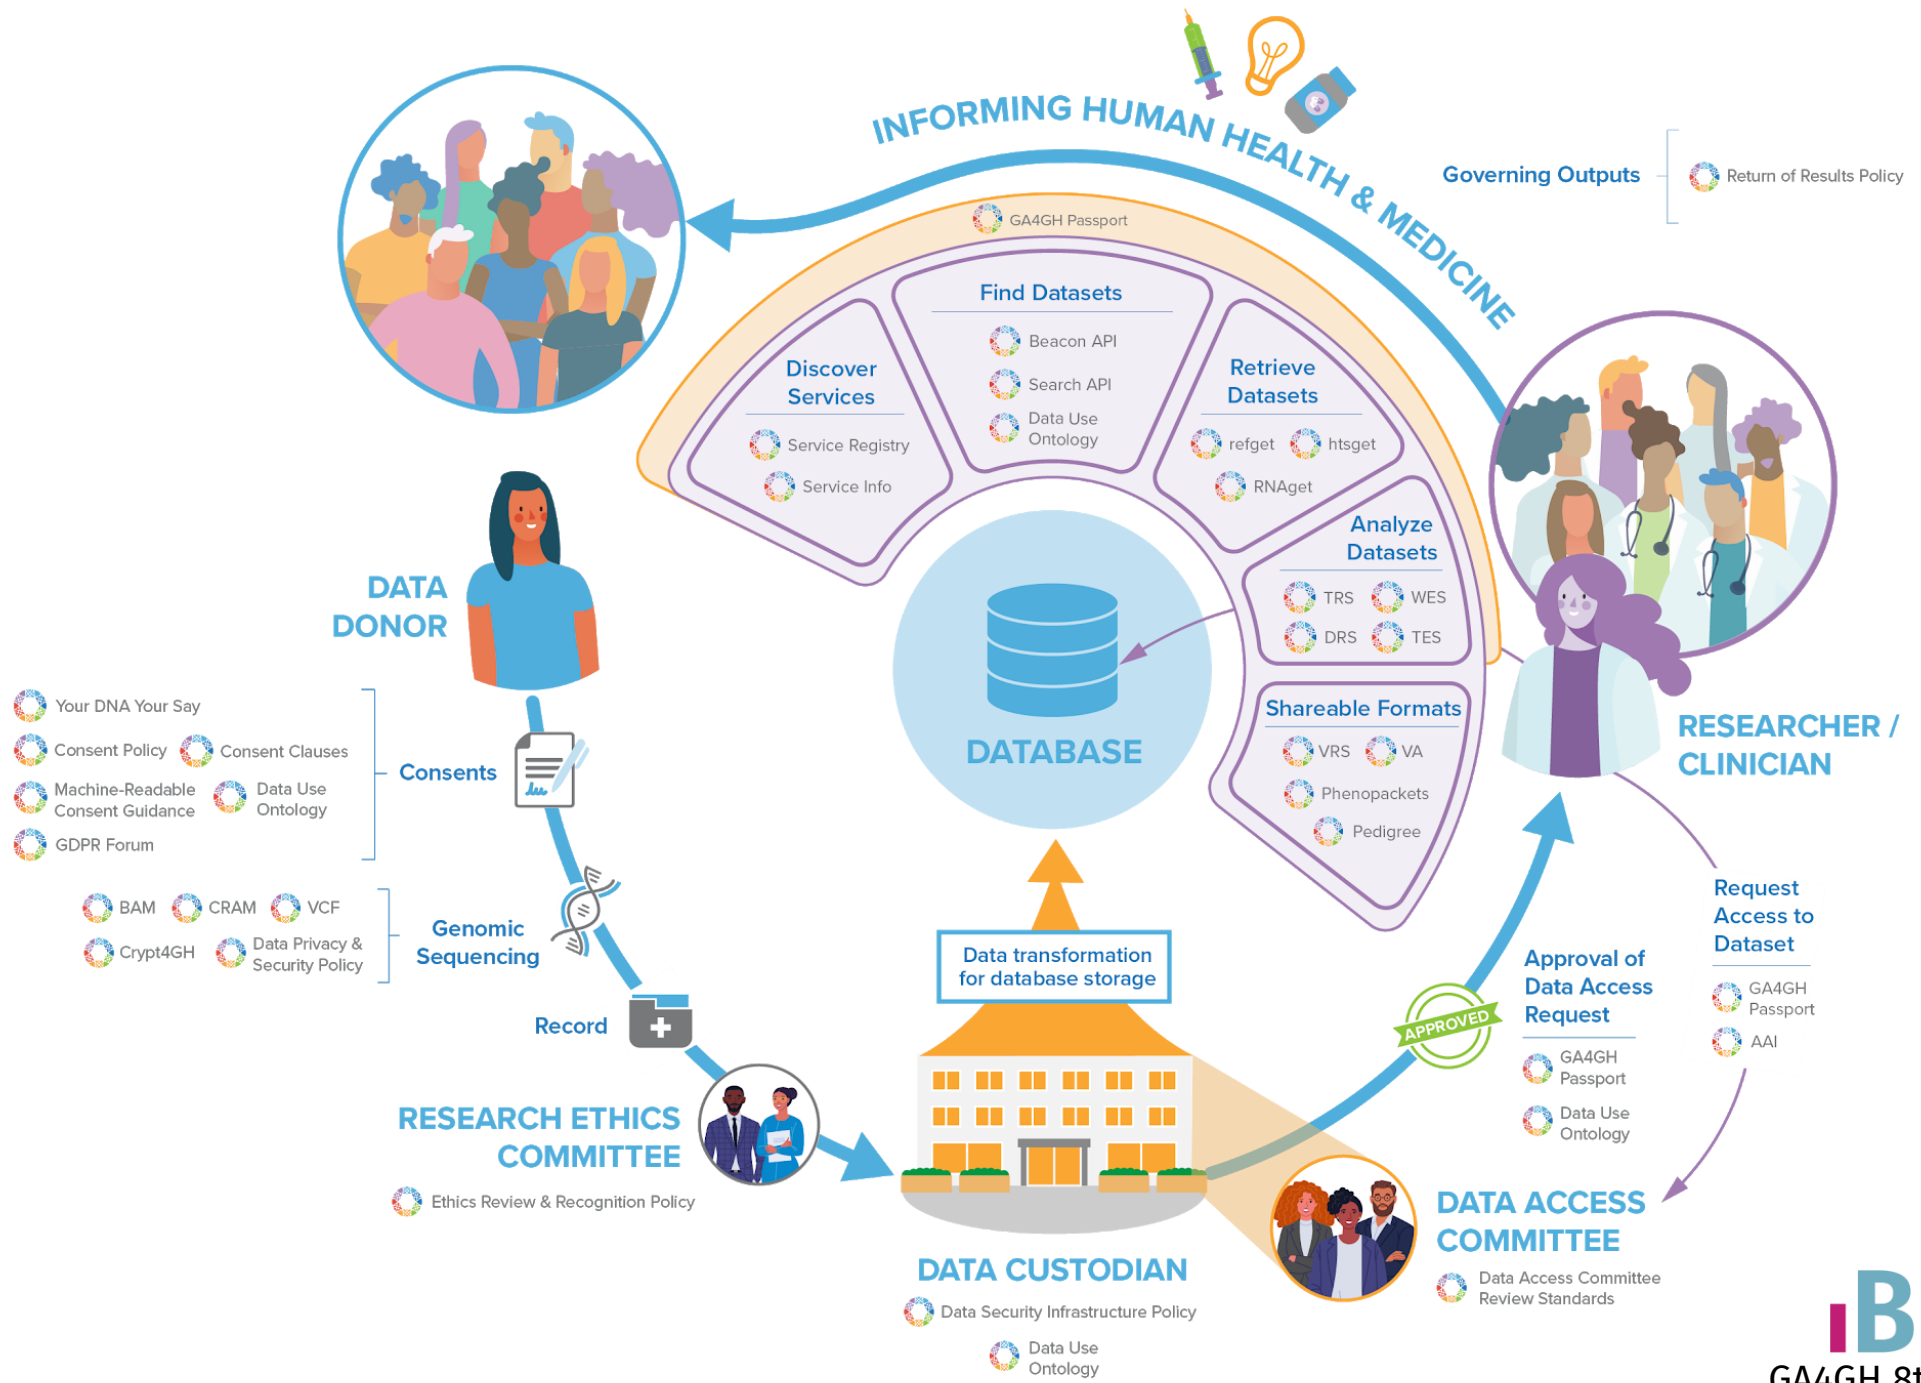 INFORMING HUMAN HEALTH & MEDICINE
Governing Outputs
Return of Results Policy
GA4GH Passport
Discover
Services
Service Registry
Service Info
Find Datasets
Beacon API
Search API
Data Use
Ontology
Retrieve
Datasets
refget htsget
RNAget
Analyze
Datasets
TRS WES
DRS TES
Shareable Formats
VRS VA
Phenopackets
Pedigree
DATABASE
DATA
DONOR
Your DNA Your Say
Consent Policy Consent Clauses
Machine-Readable
Consent Guidance
Data Use
Ontology
GDPR Forum
Consents
BAM CRAM VCF
Crypt4GH
Data Privacy &
Security Policy
Genomic
Sequencing
Record
RESEARCH ETHICS
COMMITTEE
Ethics Review & Recognition Policy
Data transformation
for database storage
DATA CUSTODIAN
Data Security Infrastructure Policy
Data Use
Ontology
APPROVED
RESEARCHER /
CLINICIAN
Request
Access to
Dataset
GA4GH
Passport
AAI
Approval of
Data Access
Request
GA4GH
Passport
Data Use
Ontology
DATA ACCESS
COMMITTEE
Data Access Committee
Review Standards
IB
GA4GH 8t